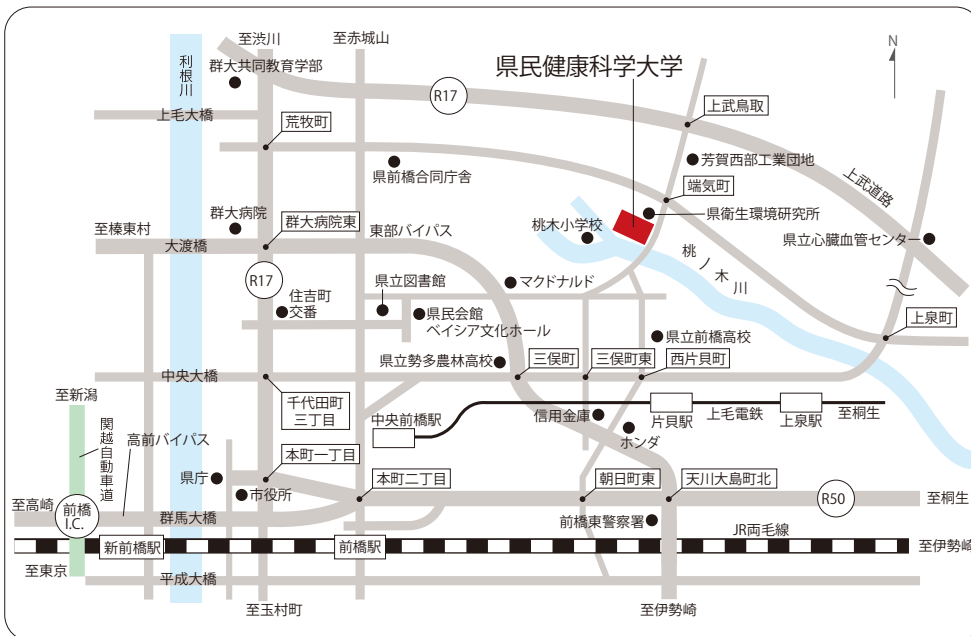 至渋川
至赤城山
N
利根川
群大共同教育学部
県民健康科学大学
R17
上毛大橋
荒牧町
上武鳥取
県前橋合同庁舎
芳賀西部工業団地
端気町
上武道路
至榛東村
群大病院
群大病院東
東部バイパス
桃木小学校
県衛生環境研究所
県立心臓血管センター
大渡橋
桃ノ木川
R17
住吉町
交番
県立図書館
マクドナルド
県民会館
ベイシア文化ホール
上泉町
県立前橋高校
県立勢多農林高校
三俣町
三俣町東
西片貝町
中央大橋
至新潟
千代田町
三丁目
中央前橋駅
信用金庫
片貝駅
上毛電鉄
上泉駅
至桐生
関越自動車道
高前バイパス
ホンダ
本町一丁目
県庁
市役所
本町二丁目
朝日町東
天川大島町北
R50
至桐生
至高崎
前橋
I.C.
群馬大橋
前橋東警察署
JR両毛線
新前橋駅
前橋駅
至伊勢崎
至東京
平成大橋
至玉村町
至伊勢崎